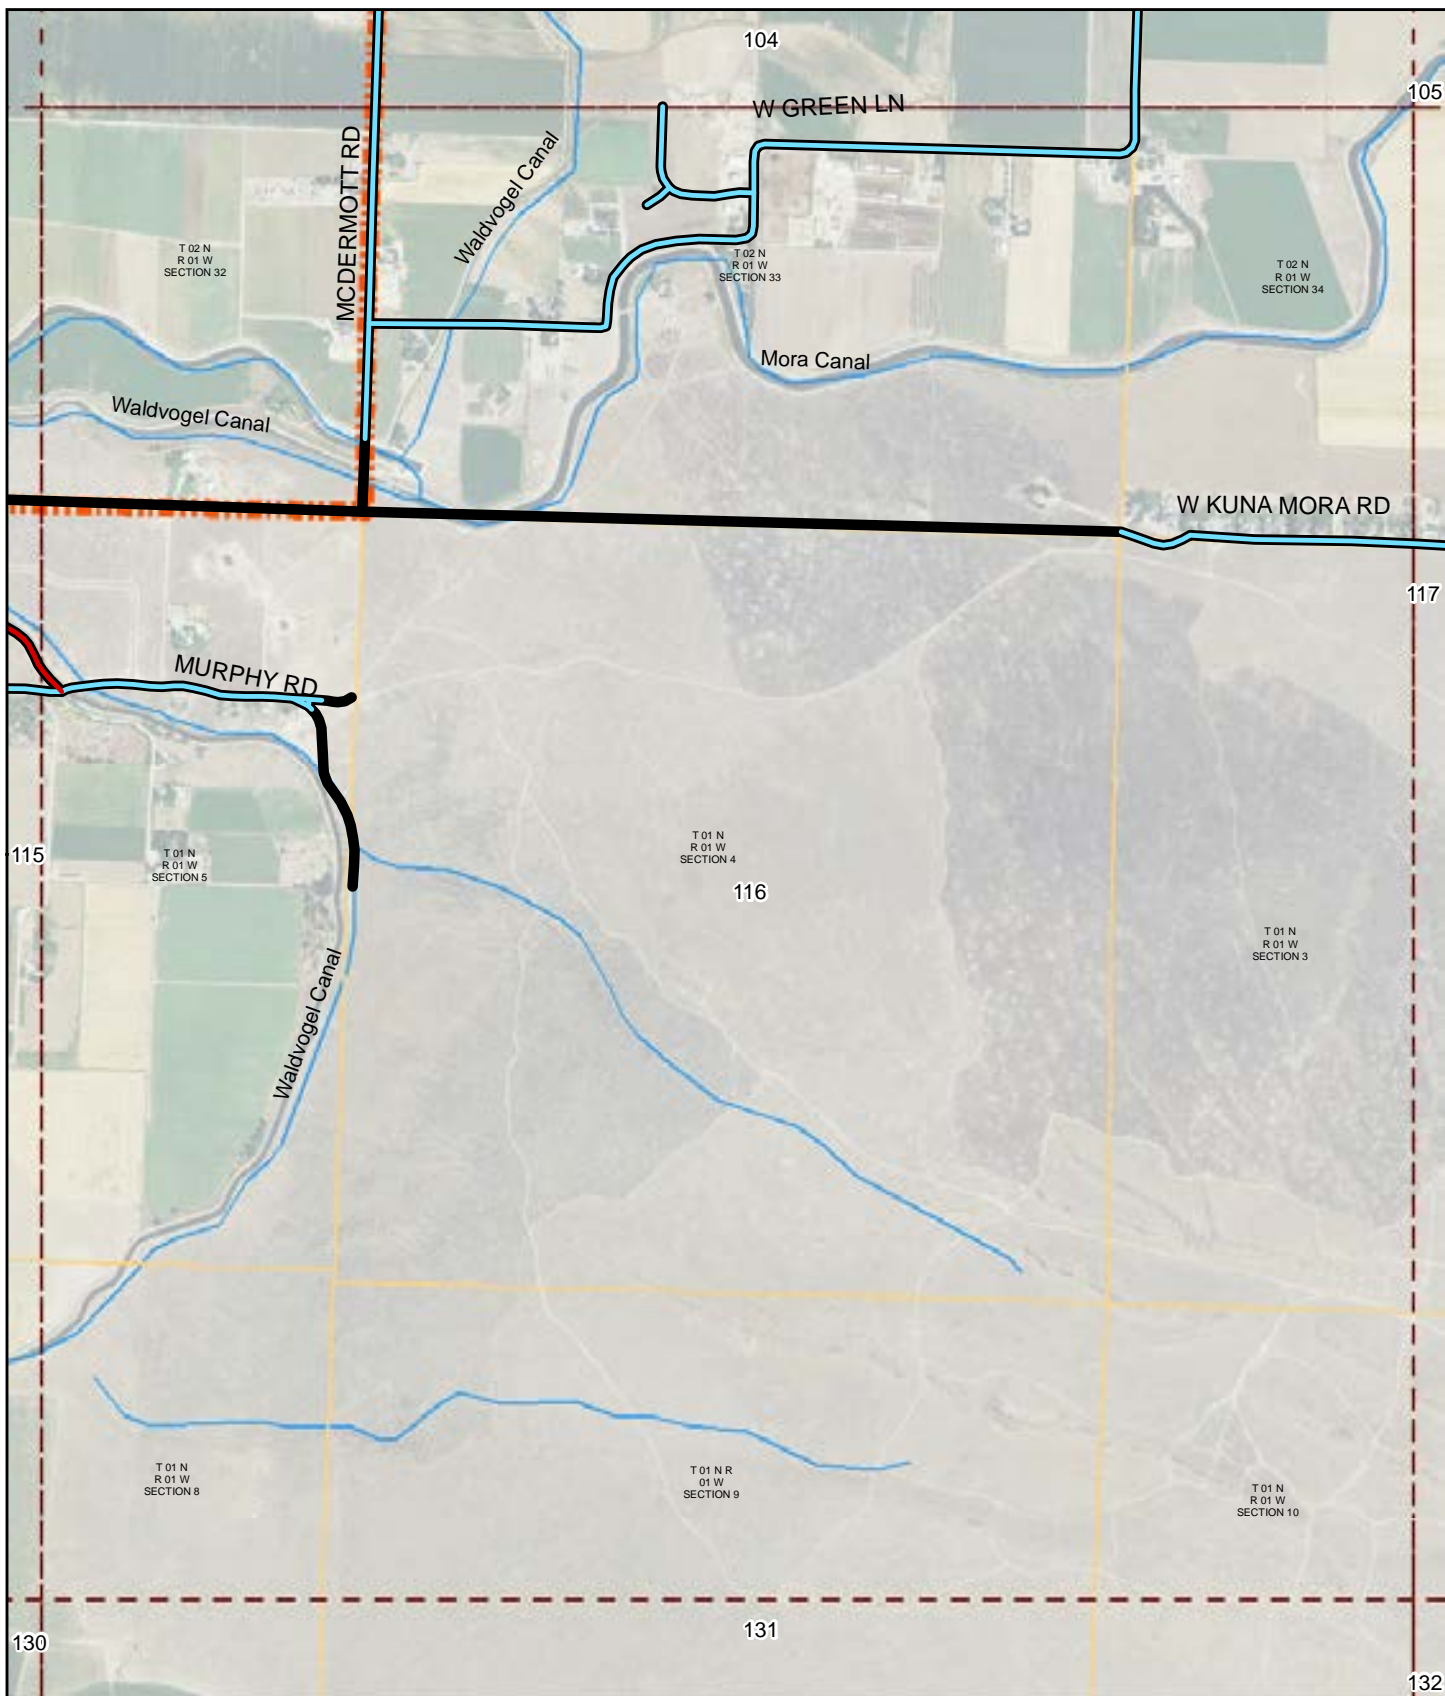 104
105
W GREEN LN
MCDERMOTT RD
Waldvogel Canal
T 02 N
R 01 W
SECTION 32
T 02 N
R 01 W
SECTION 33
T 02 N
R 01 W
SECTION 34
Mora Canal
Waldvogel Canal
W KUNA MORA RD
117
MURPHY RD
115
T 01 N
R 01 W
SECTION 5
T 01 N
R 01 W
SECTION 4
116
T 01 N
R 01 W
SECTION 3
Waldvogel Canal
T 01 N
R 01 W
SECTION 8
T 01 N R
01 W
SECTION 9
T 01 N
R 01 W
SECTION 10
130
131
132